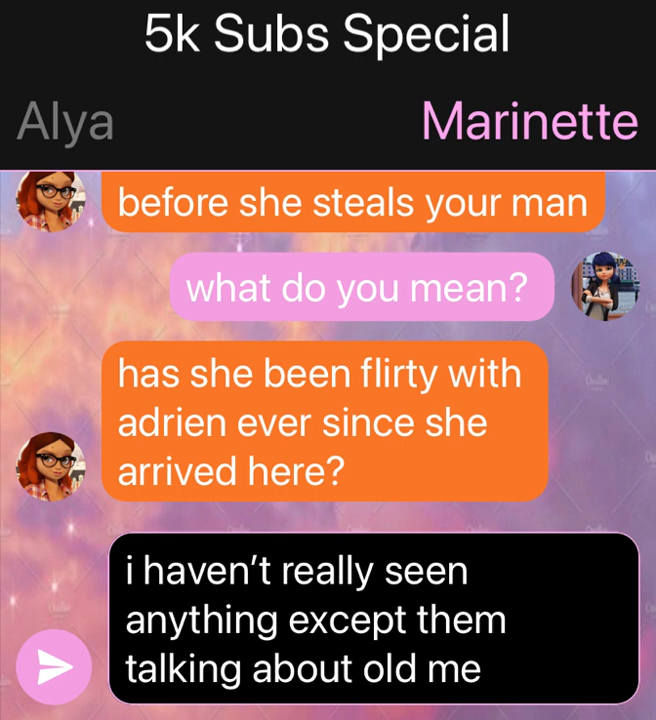 5k Subs Special
Alya
Marinette
before she steals your man
what do you mean?
has she been flirty with
adrien ever since she
arrived here?
i haven’t really seen
anything except them
talking about old me